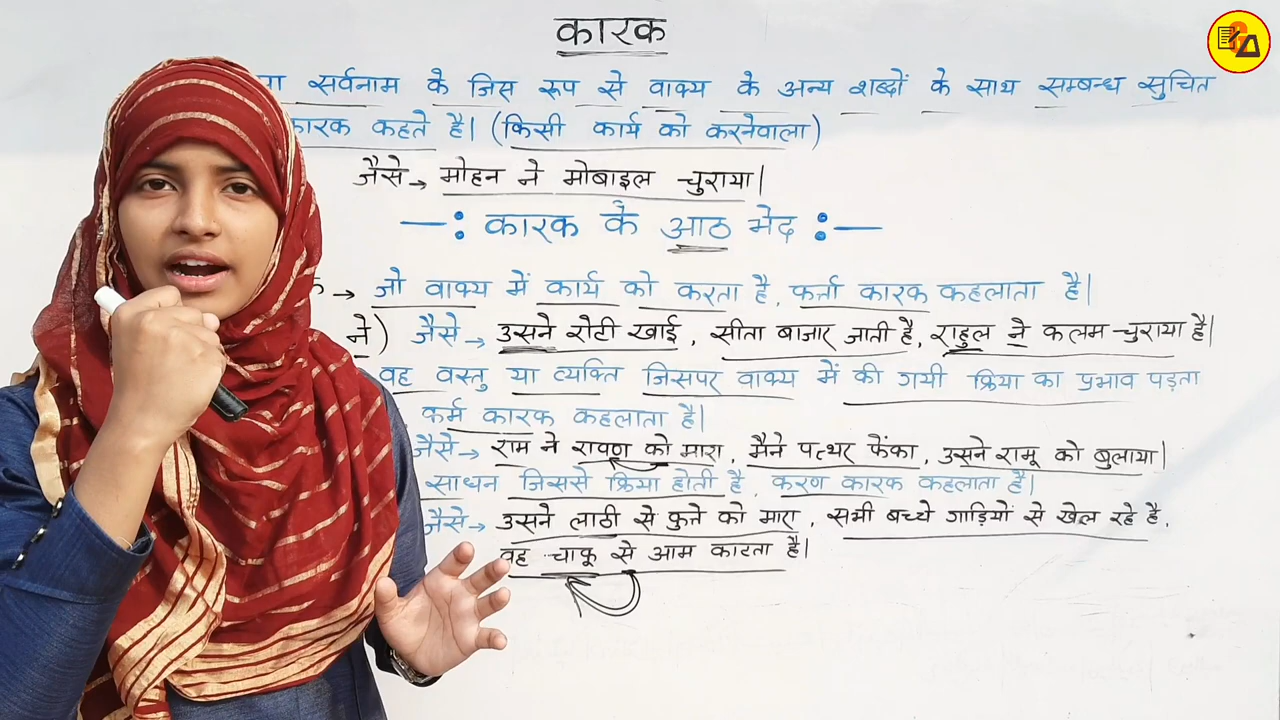 कारक
या सर्वनाम के जिस रूप से वाक्य के अन्य शब्दों के साथ सम्बन्ध सुचित
कारक कहते है। (किसी कार्य को करनेवाला)
जैसे → मोहन ने मोबाइल चुराया।
—: कारक के आठ भेद :—
→ जो वाक्य में कार्य को करता है, कर्त्ता कारक कहलाता है।
ने) जैसे → उसने रोटी खाई, सीता बाजार जाती है, राहुल ने कलम चुराया है।
वह वस्तु या व्यक्ति जिसपर वाक्य में की गयी क्रिया का प्रभाव पड़ता
कर्म कारक कहलाता है।
जैसे → राम ने रावण को मारा, मैने पत्थर फेंका, उसने रामू को बुलाया।
साधन जिससे क्रिया होती है, करण कारक कहलाता है।
जैसे → उसने लाठी से कुत्ते को मारा, सभी बच्चे गाड़ियों से खेल रहे है,
वह चाकू से आम काटता है।